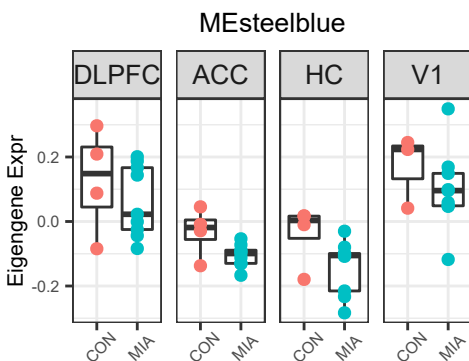 MEsteelblue
DLPFC ACC HC V1
Eigengene Expr
0.2
0.0
-0.2
CON MIA CON MIA CON MIA CON MIA